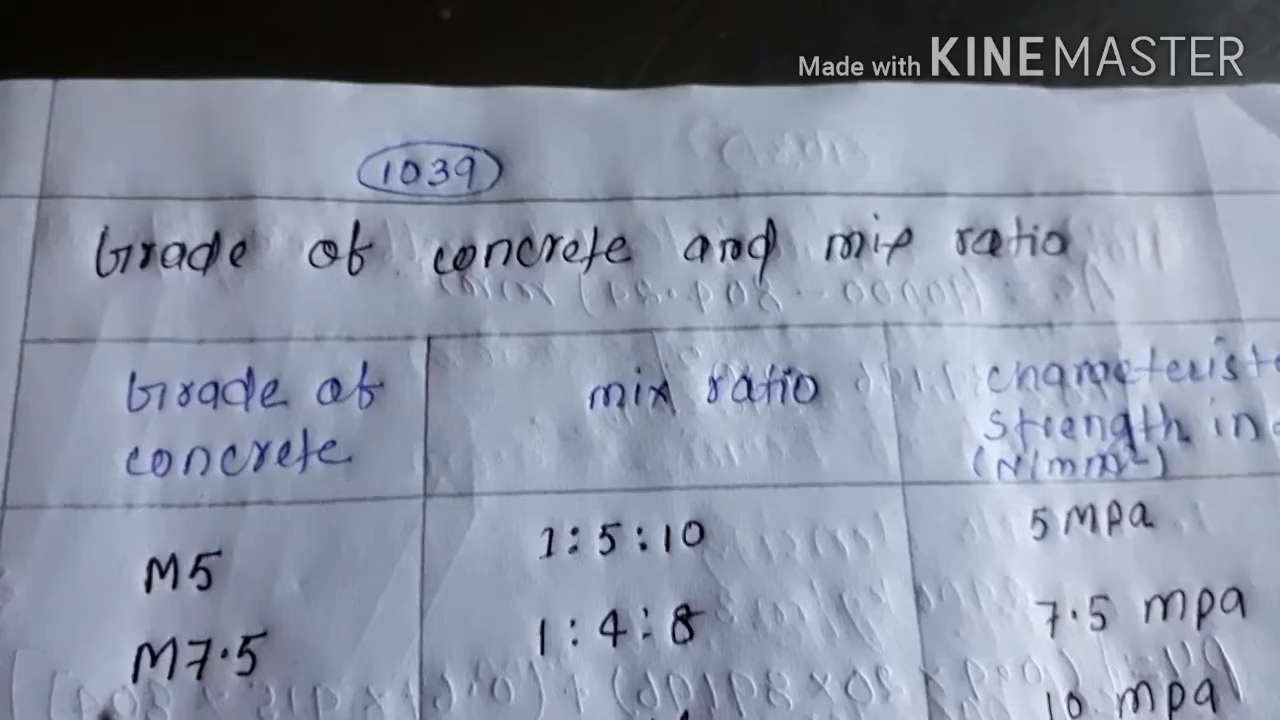 Made with KINEMASTER
1039
Grade of concrete and mix ratio
Grade of concrete
mix ratio
characterist
strength in
(N/mm²)
M5
1:5:10
5 Mpa
M7.5
1:4:8
7.5 mpa
10 mpa